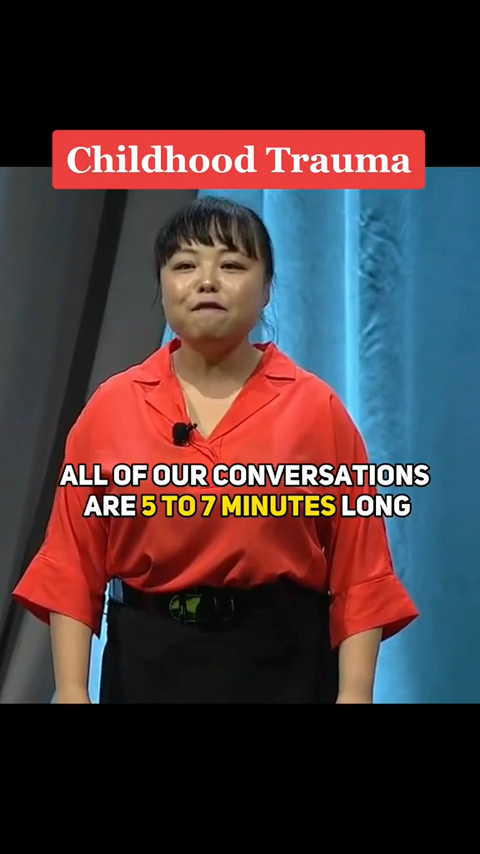 Childhood Trauma
ALL OF OUR CONVERSATIONS
ARE 5 TO 7 MINUTES LONG